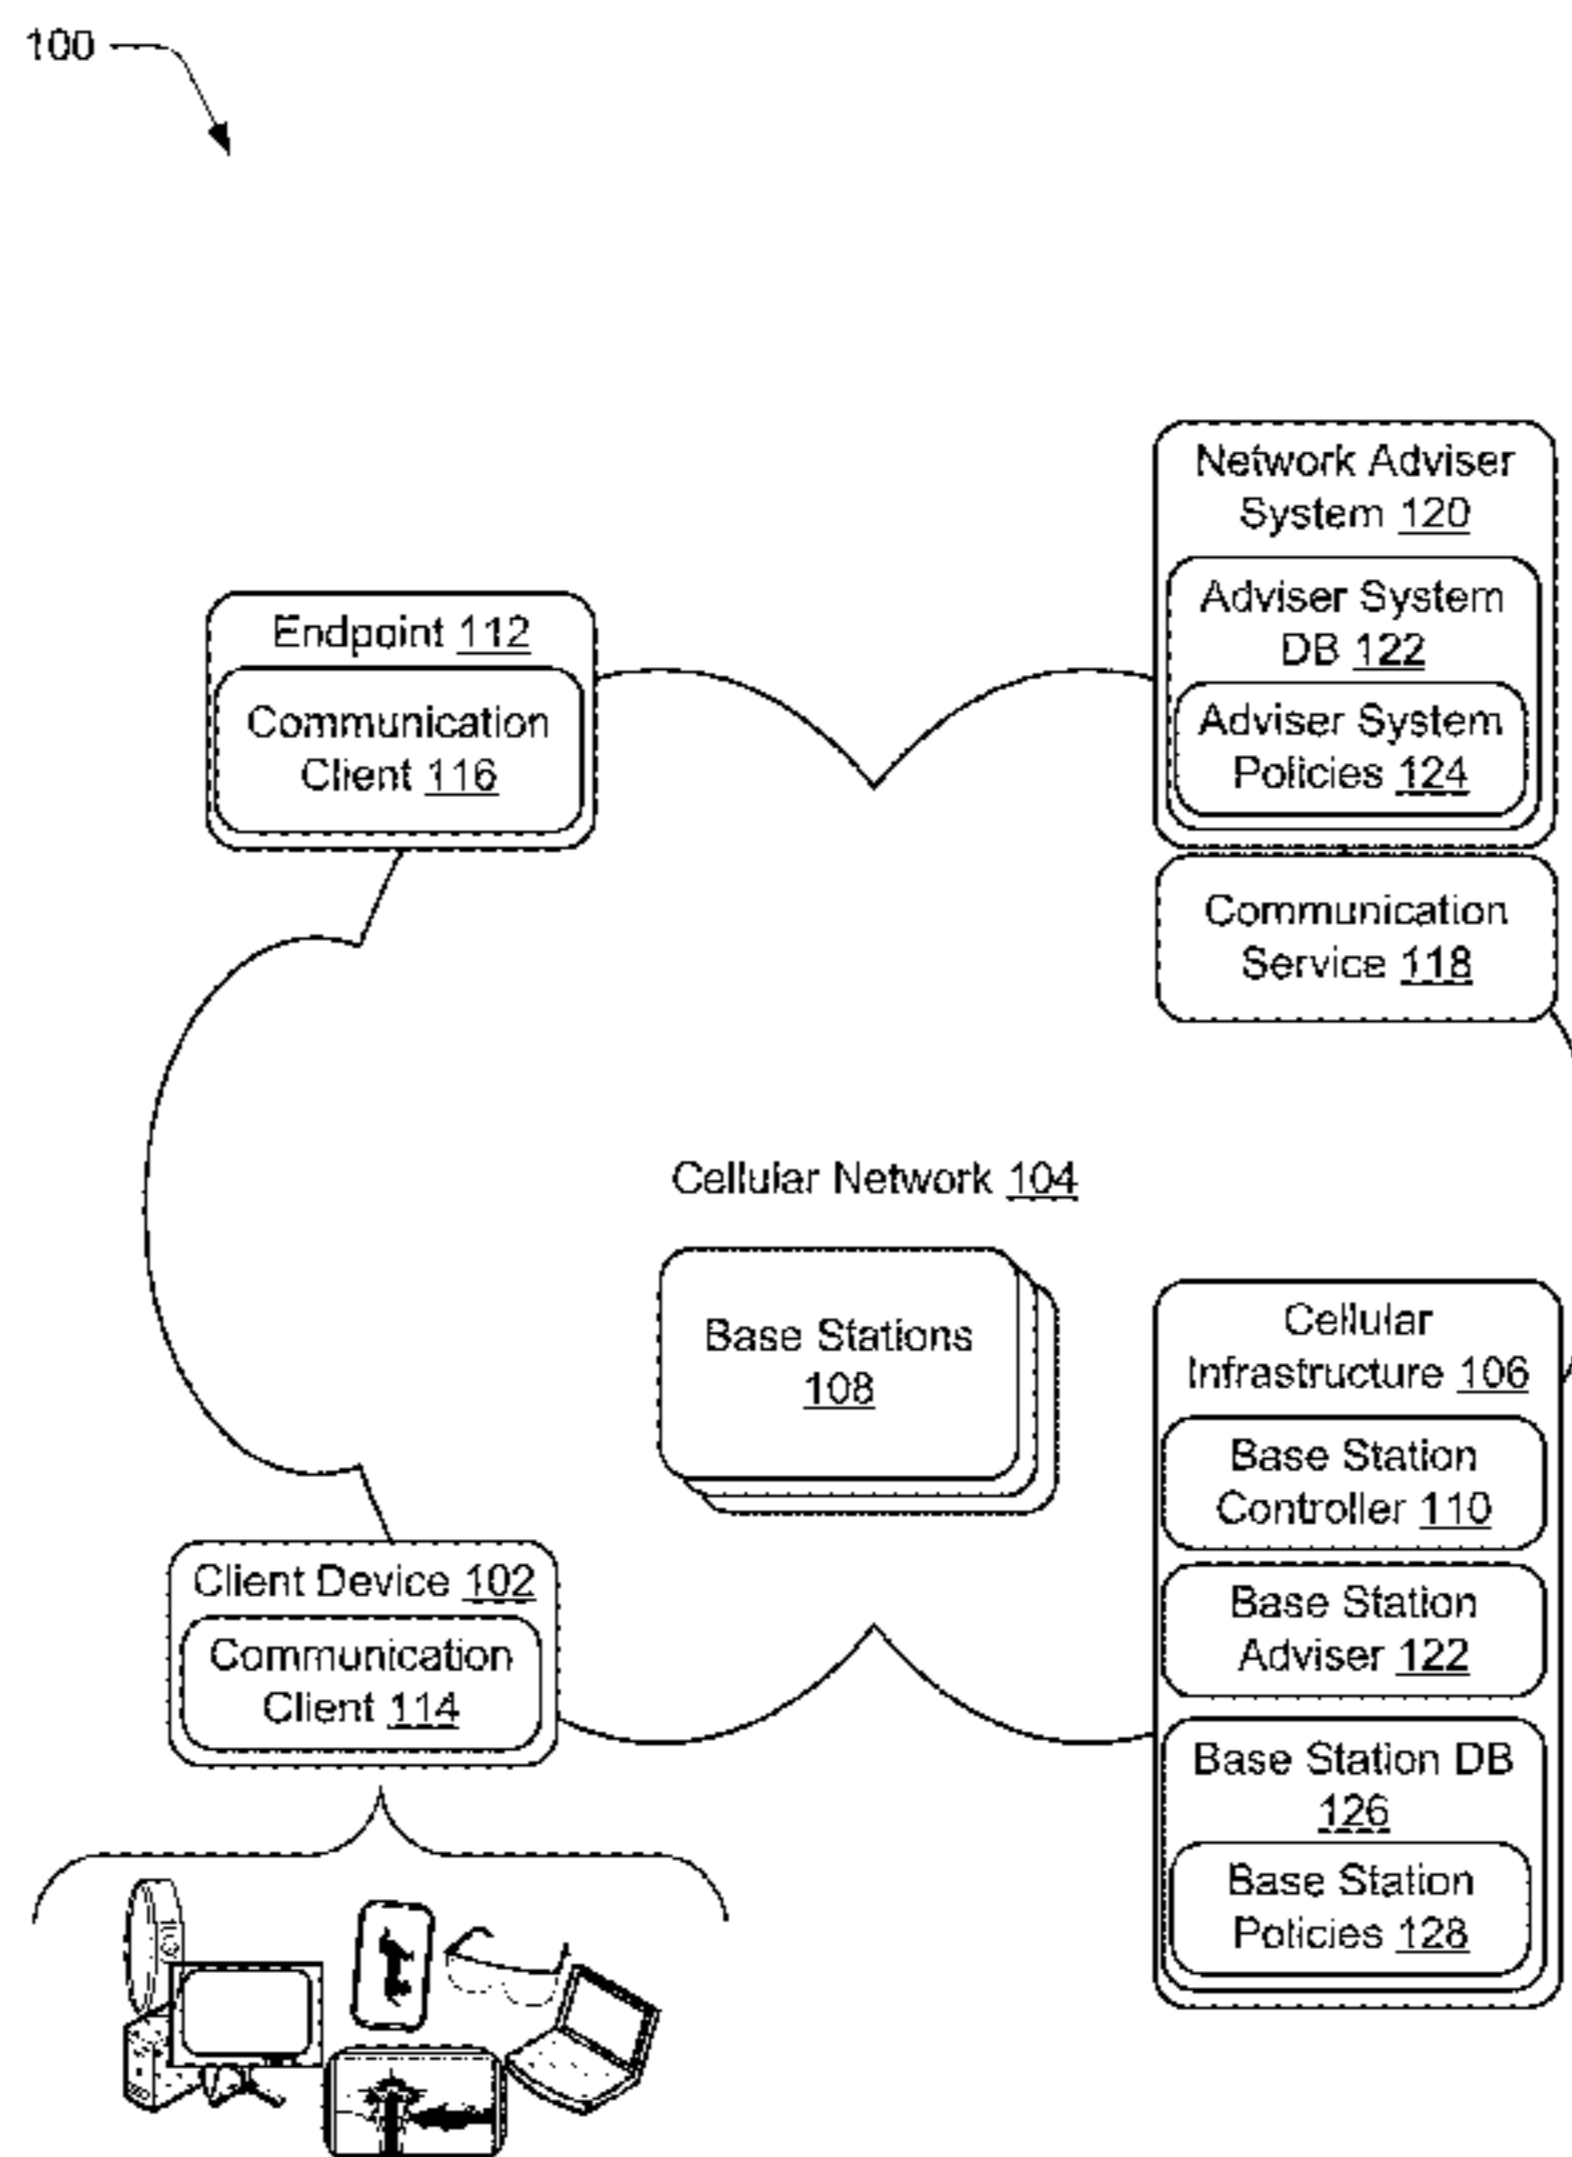 100
Network Adviser
System 120
Adviser System
DB 122
Adviser System
Policies 124
Endpoint 112
Communication
Client 116
Communication
Service 118
Cellular Network 104
Base Stations
108
Cellular
Infrastructure 106
Base Station
Controller 110
Base Station
Adviser 122
Base Station DB
126
Base Station
Policies 128
Client Device 102
Communication
Client 114